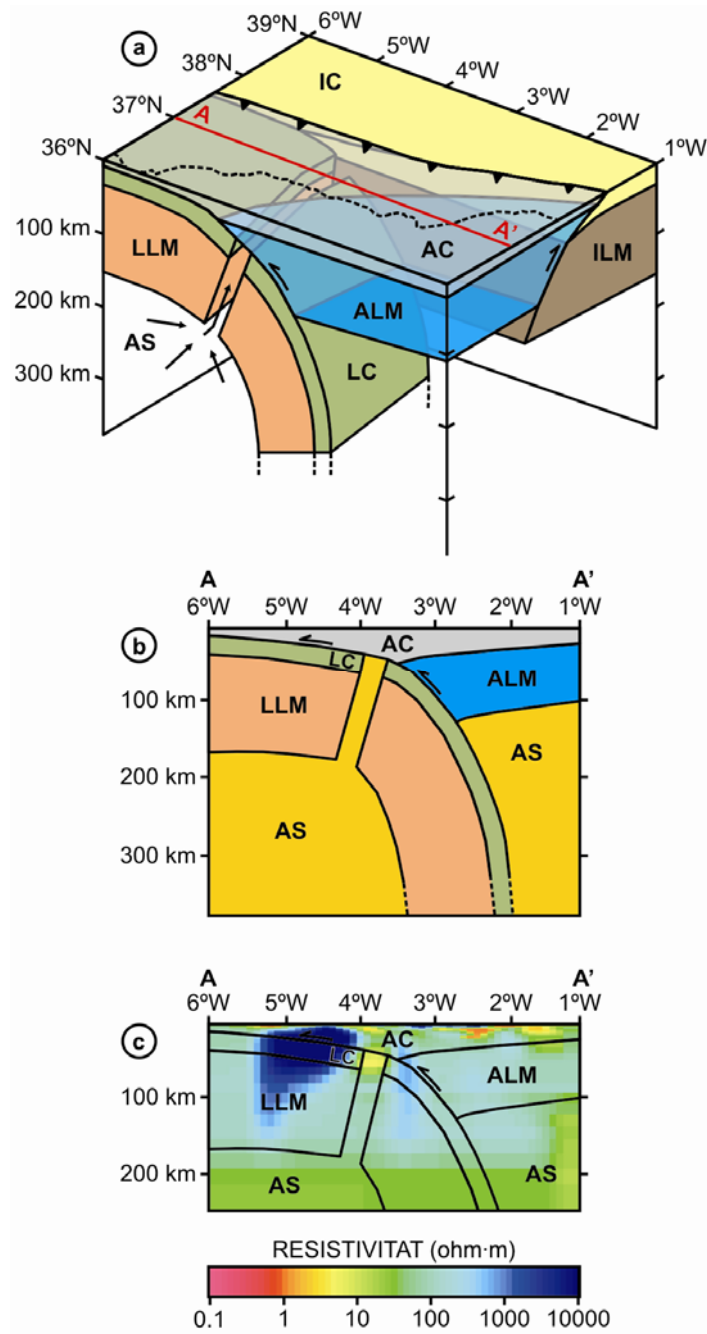 a
39ºN 6ºW
38ºN 5ºW
37ºN 4ºW
36ºN 3ºW
2ºW
1ºW
IC
A
A'
AC
100 km
LLM
ILM
ALM
200 km
AS
LC
300 km
A A'
6ºW 5ºW 4ºW 3ºW 2ºW 1ºW
b
AC
LC
ALM
100 km
LLM
AS
200 km
AS
300 km
A A'
6ºW 5ºW 4ºW 3ºW 2ºW 1ºW
c
AC
LC
ALM
100 km
LLM
200 km
AS AS
RESISTIVITAT (ohm·m)
0.1 1 10 100 1000 10000